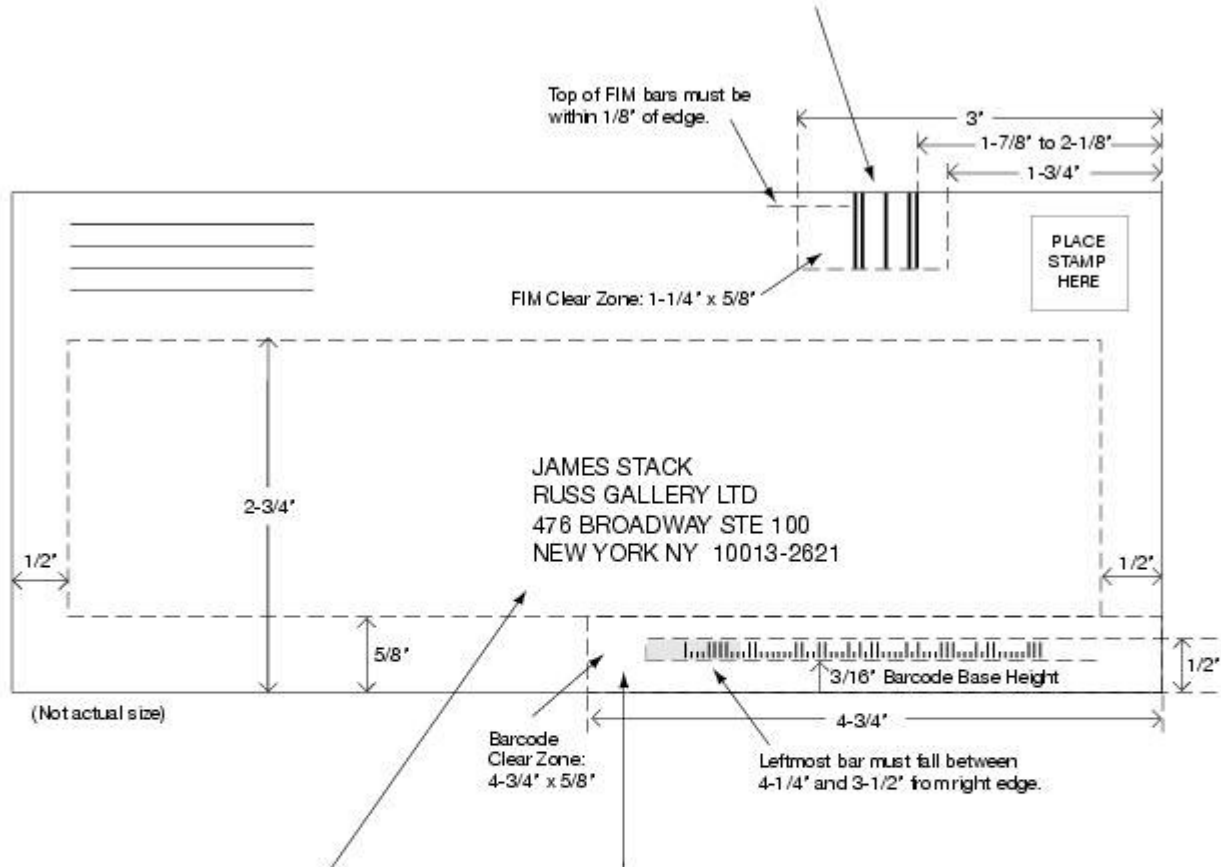 Top of FIM bars must be
within 1/8" of edge.
3"
1-7/8" to 2-1/8"
1-3/4"
PLACE
STAMP
HERE
FIM Clear Zone: 1-1/4" x 5/8"
JAMES STACK
RUSS GALLERY LTD
476 BROADWAY STE 100
NEW YORK NY 10013-2621
2-3/4"
1/2"
1/2"
5/8"
3/16" Barcode Base Height
1/2"
(Not actual size)
4-3/4"
Barcode
Clear Zone:
4-3/4" x 5/8"
Leftmost bar must fall between
4-1/4" and 3-1/2" from right edge.